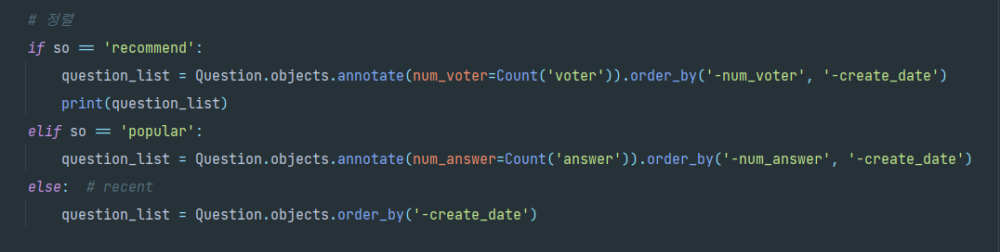 # 정렬
if so == 'recommend':
    question_list = Question.objects.annotate(num_voter=Count('voter')).order_by('-num_voter', '-create_date')
    print(question_list)
elif so == 'popular':
    question_list = Question.objects.annotate(num_answer=Count('answer')).order_by('-num_answer', '-create_date')
else:  # recent
    question_list = Question.objects.order_by('-create_date')